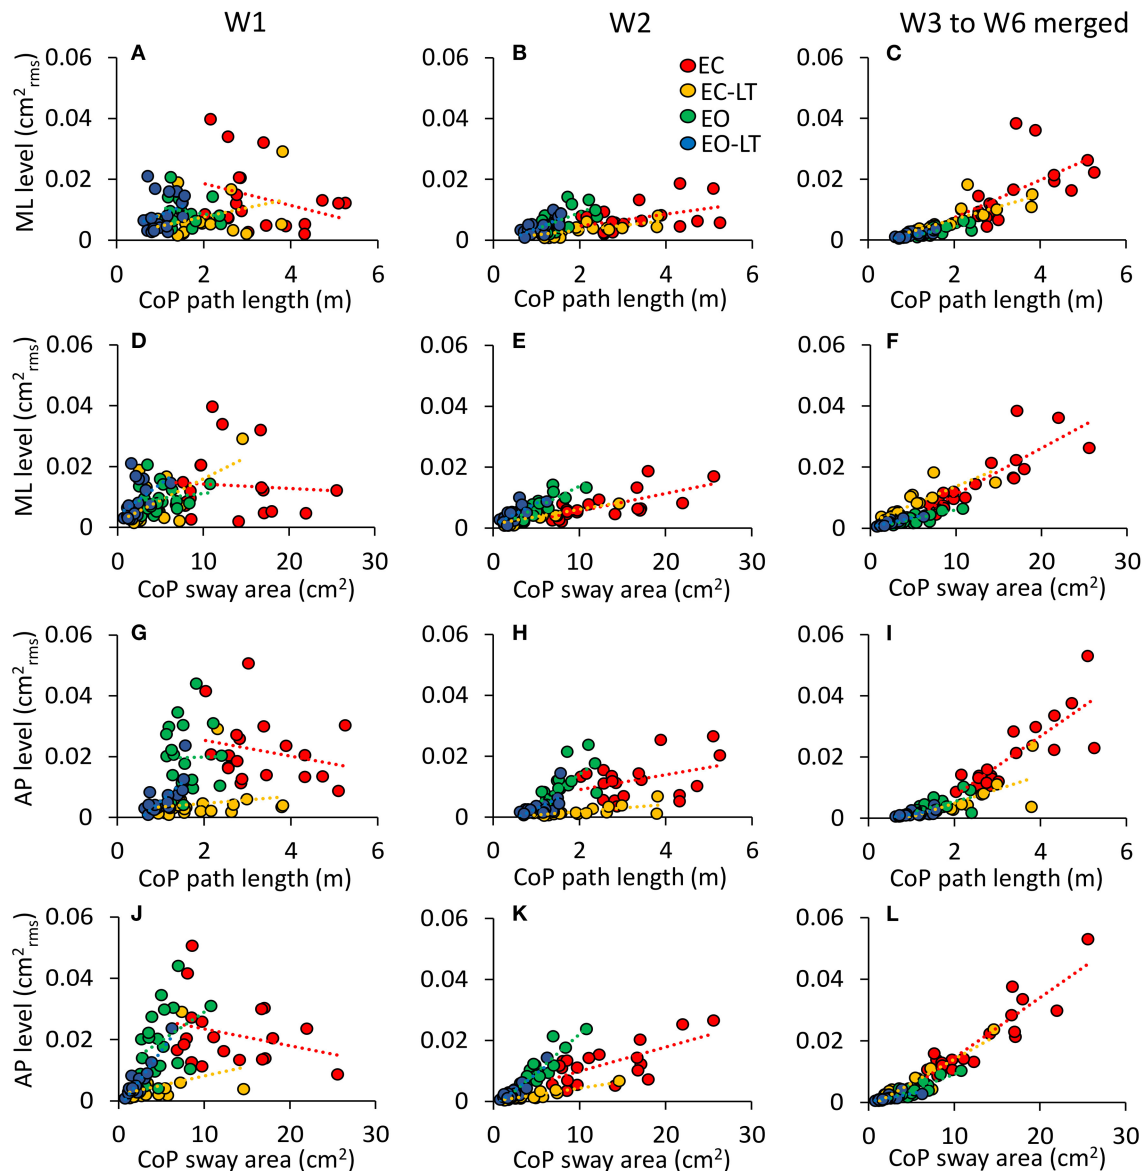 W1 W2 W3 to W6 merged
A B C
ML level (cm²rms)
0.06 0.04 0.02 0
0.06 0.04 0.02 0
0.06 0.04 0.02 0
EC
EC-LT
EO
EO-LT
0 2 4 6 0 2 4 6 0 2 4 6
CoP path length (m) CoP path length (m) CoP path length (m)
D E F
ML level (cm²rms)
0.06 0.04 0.02 0
0.06 0.04 0.02 0
0.06 0.04 0.02 0
0 10 20 30 0 10 20 30 0 10 20 30
CoP sway area (cm²) CoP sway area (cm²) CoP sway area (cm²)
G H I
AP level (cm²rms)
0.06 0.04 0.02 0
0.06 0.04 0.02 0
0.06 0.04 0.02 0
0 2 4 6 0 2 4 6 0 2 4 6
CoP path length (m) CoP path length (m) CoP path length (m)
J K L
AP level (cm²rms)
0.06 0.04 0.02 0
0.06 0.04 0.02 0
0.06 0.04 0.02 0
0 10 20 30 0 10 20 30 0 10 20 30
CoP sway area (cm²) CoP sway area (cm²) CoP sway area (cm²)